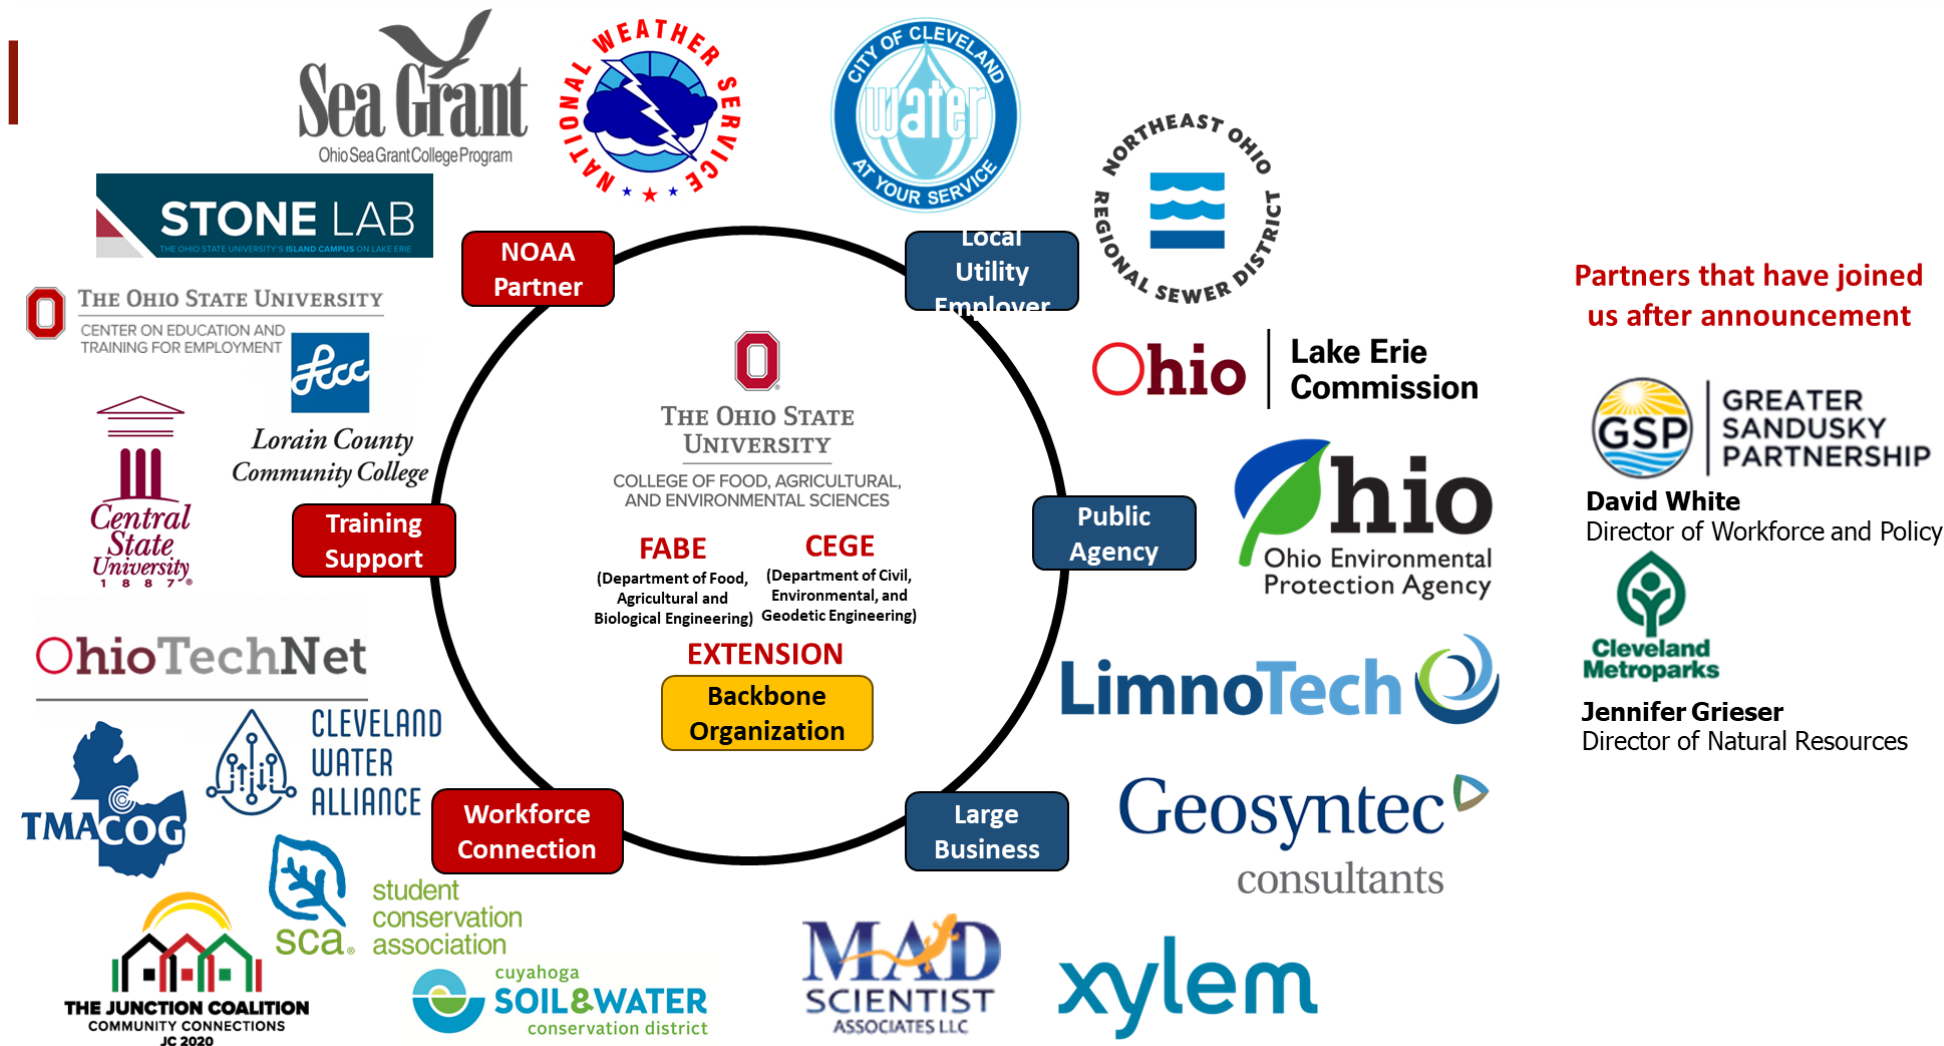 Sea Grant
Ohio Sea Grant College Program
NATIONAL WEATHER SERVICE
CITY OF CLEVELAND
water
AT YOUR SERVICE
NORTHEAST OHIO
REGIONAL SEWER DISTRICT
STONE LAB
THE OHIO STATE UNIVERSITY'S ISLAND CAMPUS ON LAKE ERIE
NOAA
Partner
Local
Utility
Employer
THE OHIO STATE UNIVERSITY
CENTER ON EDUCATION AND
TRAINING FOR EMPLOYMENT
lccc
Lorain County
Community College
Central
State
University
1887®
Training
Support
THE OHIO STATE
UNIVERSITY
COLLEGE OF FOOD, AGRICULTURAL,
AND ENVIRONMENTAL SCIENCES
FABE
(Department of Food,
Agricultural and
Biological Engineering)
CEGE
(Department of Civil,
Environmental, and
Geodetic Engineering)
EXTENSION
Backbone
Organization
Ohio
Lake Erie
Commission
Public
Agency
Ohio
Ohio Environmental
Protection Agency
OhioTechNet
CLEVELAND
WATER
ALLIANCE
TMACOG
Workforce
Connection
sca®
student
conservation
association
THE JUNCTION COALITION
COMMUNITY CONNECTIONS
JC 2020
cuyahoga
SOIL&WATER
conservation district
LimnoTech
Large
Business
Geosyntec
consultants
MAD
SCIENTIST
ASSOCIATES LLC
xylem
Partners that have joined
us after announcement
GSP
GREATER
SANDUSKY
PARTNERSHIP
David White
Director of Workforce and Policy
Cleveland
Metroparks
Jennifer Grieser
Director of Natural Resources